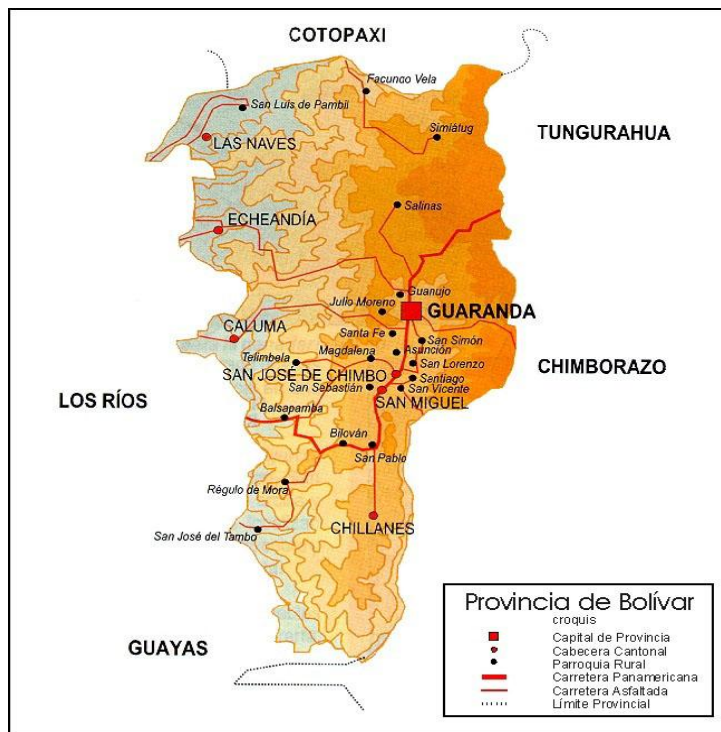 COTOPAXI
Facunco Vela
San Luis de Pambil
Simiátug
TUNGURAHUA
LAS NAVES
Salinas
ECHEANDÍA
Guanujo
Julio Moreno
GUARANDA
CALUMA
Santa Fe
San Simón
Magdalena
Asunción
Telimbela
San Lorenzo
CHIMBORAZO
SAN JOSÉ DE CHIMBO
Santiago
San Sebastián
San Vicente
LOS RÍOS
SAN MIGUEL
Balsapamba
Bilován
San Pablo
Régulo de Mora
CHILLANES
San José del Tambo
GUAYAS
Provincia de Bolívar
croquis
Capital de Provincia
Cabecera Cantonal
Parroquia Rural
Carretera Panamericana
Carretera Asfaltada
Límite Provincial